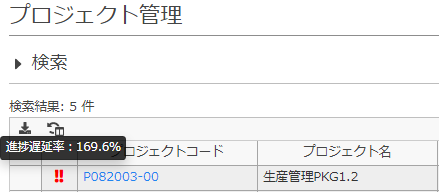 プロジェクト管理
検索
検索結果: 5 件
進捗遅延率：169.6%
プロジェクトコード
プロジェクト名
P082003-00
生産管理PKG1.2